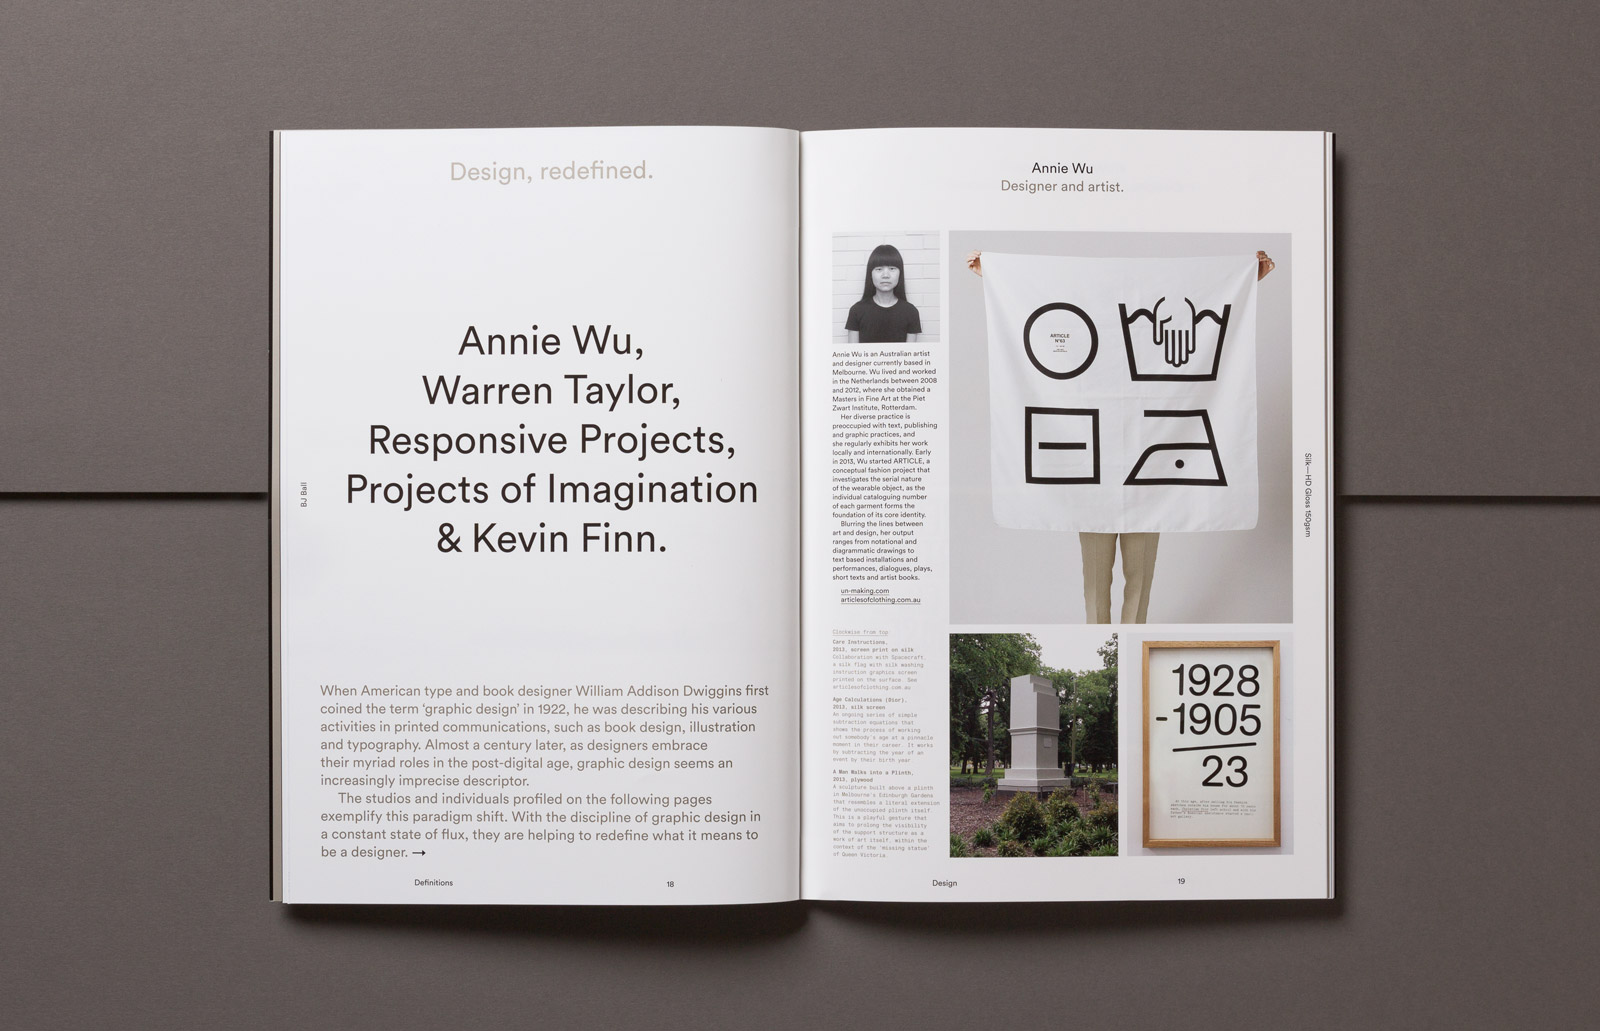 Design, redefined.
Annie Wu,
Warren Taylor,
Responsive Projects,
Projects of Imagination
& Kevin Finn.
BJ Ball
When American type and book designer William Addison Dwiggins first
coined the term ‘graphic design’ in 1922, he was describing his various
activities in printed communications, such as book design, illustration
and typography. Almost a century later, as designers embrace
their myriad roles in the post-digital age, graphic design seems an
increasingly imprecise descriptor.
The studios and individuals profiled on the following pages
exemplify this paradigm shift. With the discipline of graphic design in
a constant state of flux, they are helping to redefine what it means to
be a designer. →
Definitions
18
Annie Wu
Designer and artist.
Annie Wu is an Australian artist
and designer currently based in
Melbourne. Wu lived and worked
in the Netherlands between 2008
and 2012, where she obtained a
Masters in Fine Art at the Piet
Zwart Institute, Rotterdam.
Her diverse practice is
preoccupied with text, publishing
and graphic practices, and
she regularly exhibits her work
locally and internationally. Early
in 2013, Wu started ARTICLE, a
conceptual fashion project that
investigates the serial nature
of the wearable object, as the
individual cataloguing number
of each garment forms the
foundation of its core identity.
Blurring the lines between
art and design, her output
ranges from notational and
diagrammatic drawings to
text based installations and
performances, dialogues, plays,
short texts and artist books.
un-making.com
articlesofclothing.com.au
Clockwise from top
Care Instructions,
2013, screen print on silk
Collaboration with Spacecraft,
a silk flag with silk washing
instruction graphics screen
printed on the surface. See
articlesofclothing.com.au
Age Calculations (Dior),
2013, silk screen
An ongoing series of simple
subtraction equations that
shows the process of working
out somebody's age at a pinnacle
moment in their career. It works
by subtracting the year of an
event by their birth year
A Man Walks into a Plinth,
2013, plywood
A sculpture built above a plinth
in Melbourne's Edinburgh Gardens
that resembles a literal extension
of the unoccupied plinth itself.
This is a playful gesture that
aims to prolong the visibility
of the support structure as a
work of art itself, within the
context of the 'missing statue'
of Queen Victoria.
ARTICLE
N°63
1928
-1905
23
Silk—HD Gloss 150gsm
Design
19